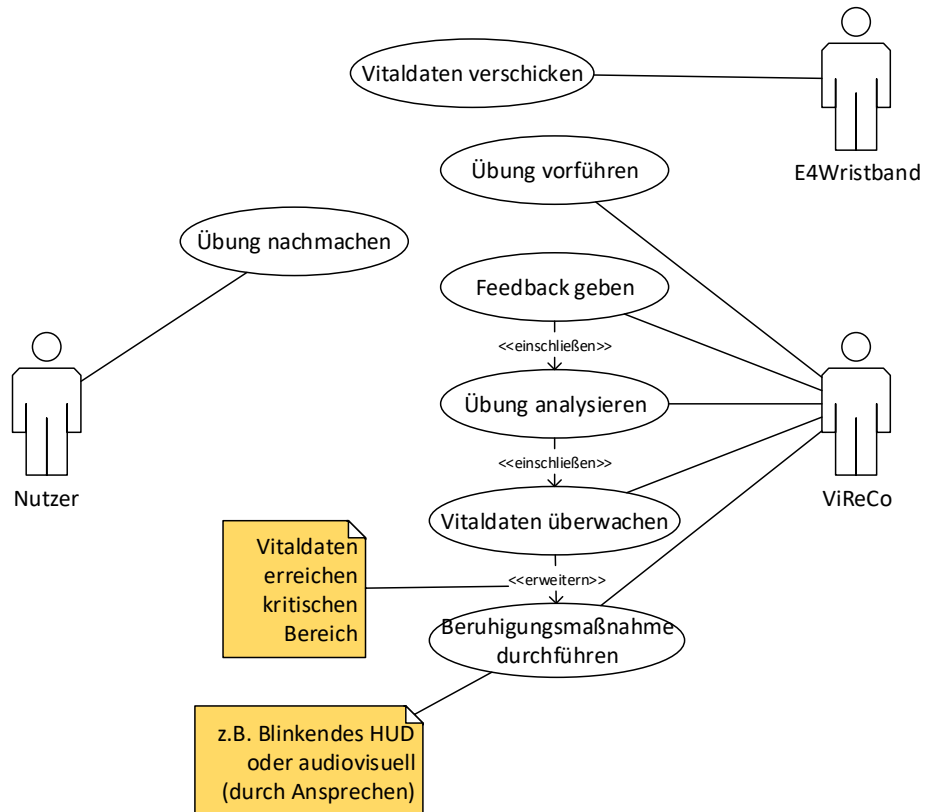 Vitaldaten verschicken
E4Wristband
Übung vorführen
Übung nachmachen
Feedback geben
<<einschließen>>
Übung analysieren
<<einschließen>>
Nutzer
ViReCo
Vitaldaten überwachen
Vitaldaten
erreichen
kritischen
Bereich
<<erweitern>>
Beruhigungsmaßnahme
durchführen
z.B. Blinkendes HUD
oder audiovisuell
(durch Ansprechen)